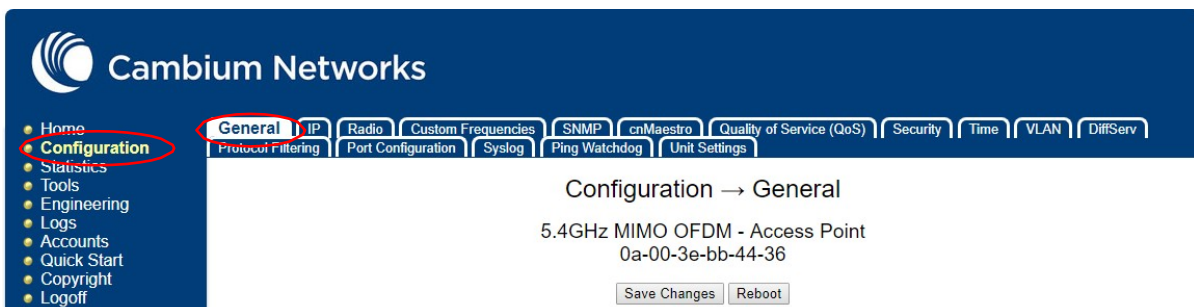 Cambium Networks
Home
Configuration
Statistics
Tools
Engineering
Logs
Accounts
Quick Start
Copyright
Logoff
General IP Radio Custom Frequencies SNMP cnMaestro Quality of Service (QoS) Security Time VLAN DiffServ
Protocol Filtering Port Configuration Syslog Ping Watchdog Unit Settings
Configuration → General
5.4GHz MIMO OFDM - Access Point
0a-00-3e-bb-44-36
Save Changes Reboot